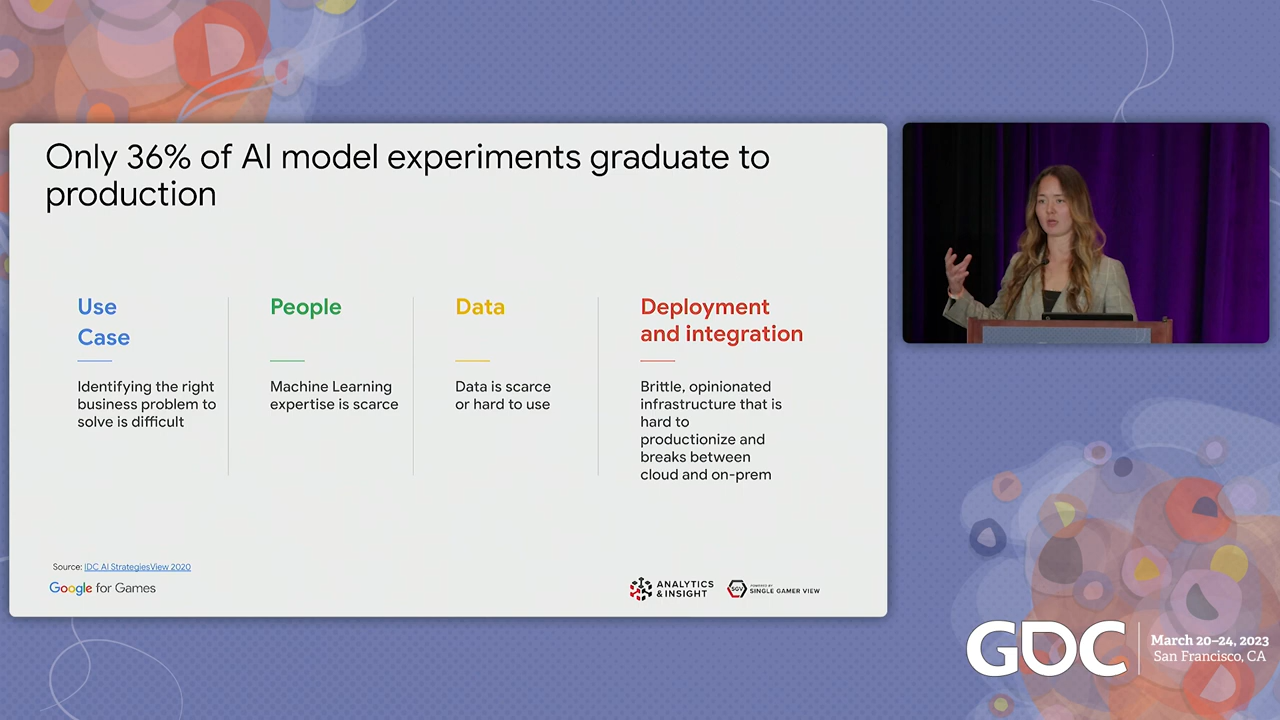 Only 36% of AI model experiments graduate to
production
Use
Case
Identifying the right
business problem to
solve is difficult
People
Machine Learning
expertise is scarce
Data
Data is scarce
or hard to use
Deployment
and integration
Brittle, opinionated
infrastructure that is
hard to
productionize and
breaks between
cloud and on-prem
Source: IDC AI StrategiesView 2020
Google for Games
ANALYTICS
& INSIGHT
SGV
POWERED BY
SINGLE GAMER VIEW
GDC
March 20–24, 2023
San Francisco, CA